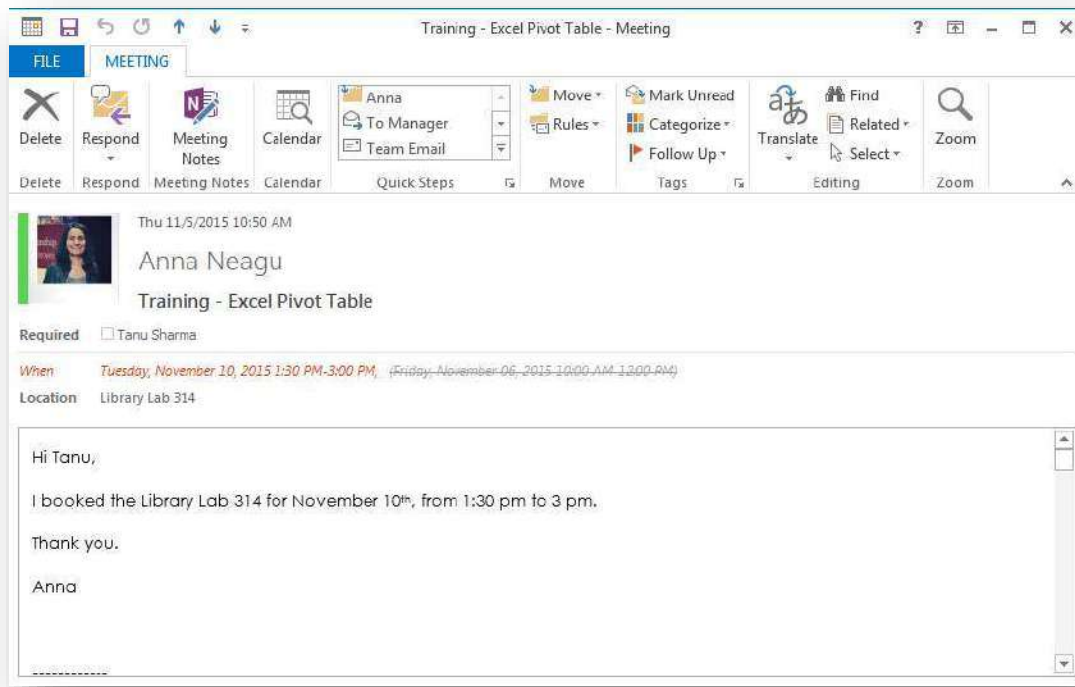 Training - Excel Pivot Table - Meeting
?
FILE MEETING
Delete
Respond
Meeting Notes
Calendar
Anna
To Manager
Team Email
Move
Rules
Mark Unread
Categorize
Follow Up
Translate
Find
Related
Select
Zoom
Delete Respond Meeting Notes Calendar Quick Steps Move Tags Editing Zoom
Thu 11/5/2015 10:50 AM
Anna Neagu
Training - Excel Pivot Table
Required Tanu Sharma
When Tuesday, November 10, 2015 1:30 PM-3:00 PM, (Friday, November 06, 2015 10:00 AM-12:00 PM)
Location Library Lab 314
Hi Tanu,
I booked the Library Lab 314 for November 10th, from 1:30 pm to 3 pm.
Thank you.
Anna
------------